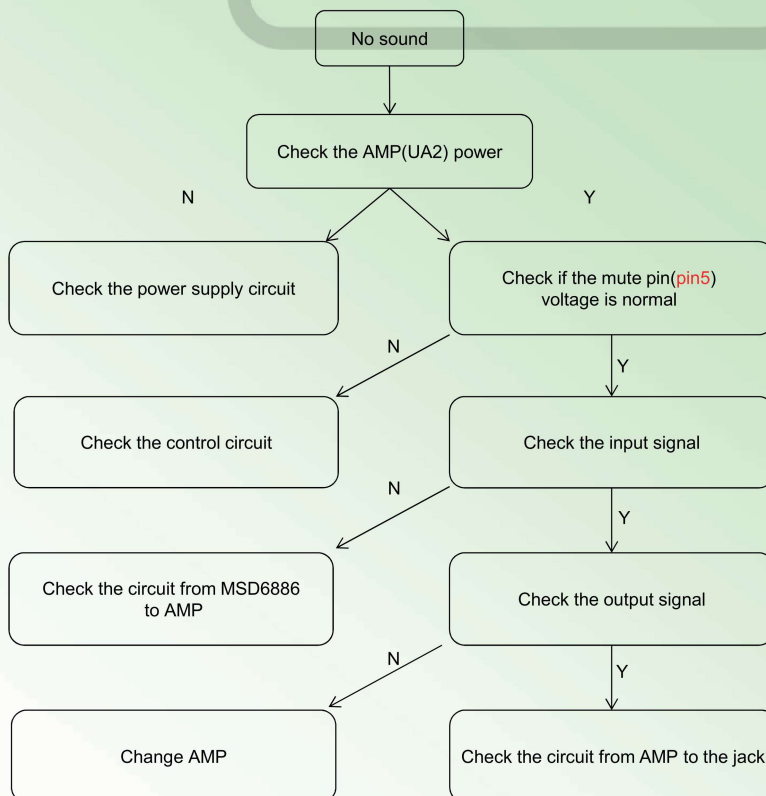 No sound
Check the AMP(UA2) power
N
Y
Check the power supply circuit
Check if the mute pin(pin5)
voltage is normal
N
Y
Check the control circuit
Check the input signal
N
Y
Check the circuit from MSD6886
to AMP
Check the output signal
N
Y
Change AMP
Check the circuit from AMP to the jack